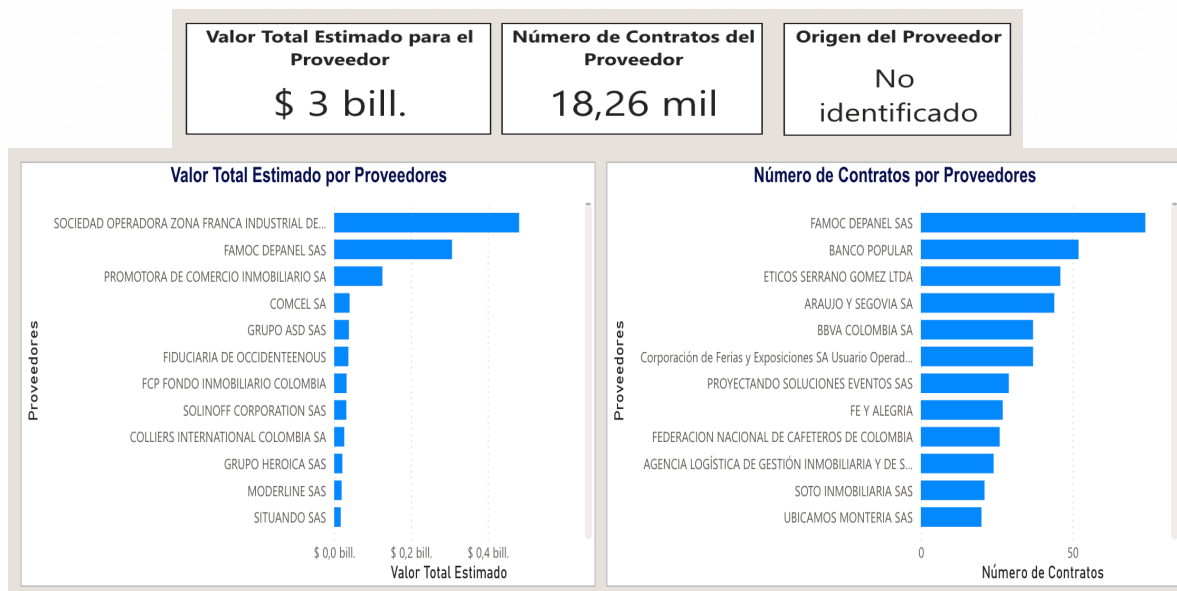 Valor Total Estimado para el
Proveedor
$ 3 bill.
Número de Contratos del
Proveedor
18,26 mil
Origen del Proveedor
No
identificado
Valor Total Estimado por Proveedores
Proveedores
SOCIEDAD OPERADORA ZONA FRANCA INDUSTRIAL DE...
FAMOC DEPANEL SAS
PROMOTORA DE COMERCIO INMOBILIARIO SA
COMCEL SA
GRUPO ASD SAS
FIDUCIARIA DE OCCIDENTEENOUS
FCP FONDO INMOBILIARIO COLOMBIA
SOLINOFF CORPORATION SAS
COLLIERS INTERNATIONAL COLOMBIA SA
GRUPO HEROICA SAS
MODERLINE SAS
SITUANDO SAS
$ 0,0 bill.
$ 0,2 bill.
$ 0,4 bill.
Valor Total Estimado
Número de Contratos por Proveedores
Proveedores
FAMOC DEPANEL SAS
BANCO POPULAR
ETICOS SERRANO GOMEZ LTDA
ARAUJO Y SEGOVIA SA
BBVA COLOMBIA SA
Corporación de Ferias y Exposiciones SA Usuario Operad...
PROYECTANDO SOLUCIONES EVENTOS SAS
FE Y ALEGRIA
FEDERACION NACIONAL DE CAFETEROS DE COLOMBIA
AGENCIA LOGÍSTICA DE GESTIÓN INMOBILIARIA Y DE S...
SOTO INMOBILIARIA SAS
UBICAMOS MONTERIA SAS
0
50
Número de Contratos